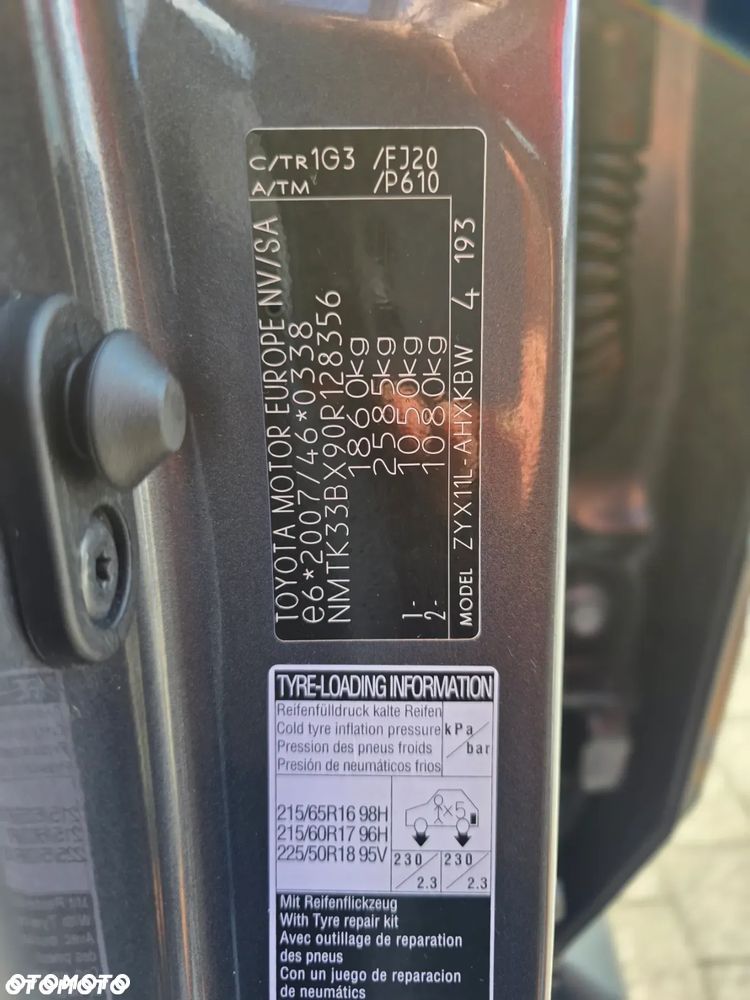 C/TR1G3 /FJ20
A/TM /P610
TOYOTA MOTOR EUROPE NV/SA
e6*2007/46*0338
NMTK33BX90R128356
1860kg
2585kg
1- 1050kg
2- 1080kg
MODEL ZYX11L-AHXKBW 4 193
TYRE-LOADING INFORMATION
Reifenfülldruck kalte Reifen
Cold tyre inflation pressure
Pression des pneus froids
Presión de neumáticos frios
kPa/bar
215/65R16 98H
215/60R17 96H
225/50R18 95V
×5
230/2.3 230/2.3
Mit Reifenflickzeug
With Tyre repair kit
Avec outillage de reparation
des pneus
Con un juego de reparacion
de neumáticos
OTOMOTO